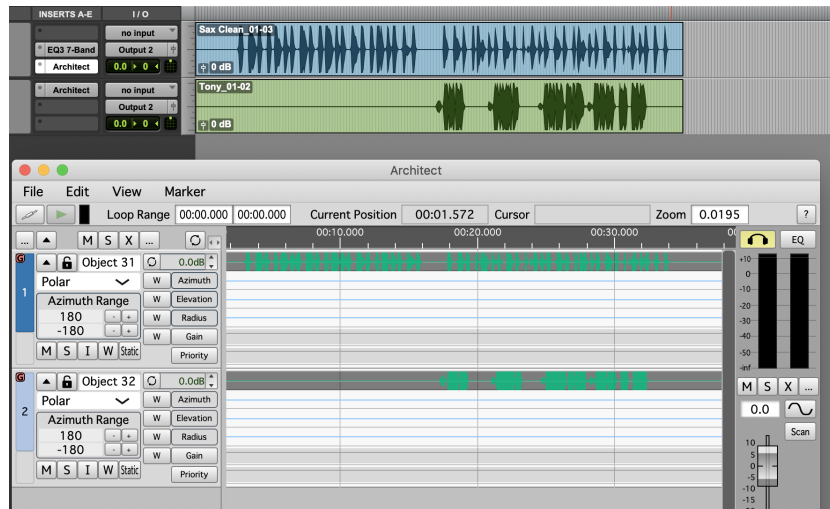 INSERTS A-E I / O
no input
EQ3 7-Band Output 2
Architect 0.0 0
Sax Clean_01-03
0 dB
Architect no input
Output 2
0.0 0
Tony_01-02
0 dB
Architect
File Edit View Marker
Loop Range 00:00.000 00:00.000 Current Position 00:01.572 Cursor Zoom 0.0195 ?
... M S X ... 00:10.000 00:20.000 00:30.000 EQ
G Object 31 0.0dB
1
Polar W Azimuth
Azimuth Range W Elevation
180 - + W Radius
-180 - + W Gain
M S I W Static Priority
G Object 32 0.0dB
2
Polar W Azimuth
Azimuth Range W Elevation
180 - + W Radius
-180 - + W Gain
M S I W Static Priority
+10
-0
-10
-20
-30
-40
-50
-inf
M S X ...
0.0
Scan
10
5
0
-5
-10
-15